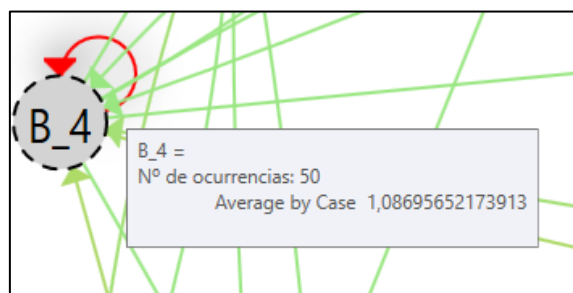 B_4
B_4 =
Nº de ocurrencias: 50
Average by Case 1,08695652173913